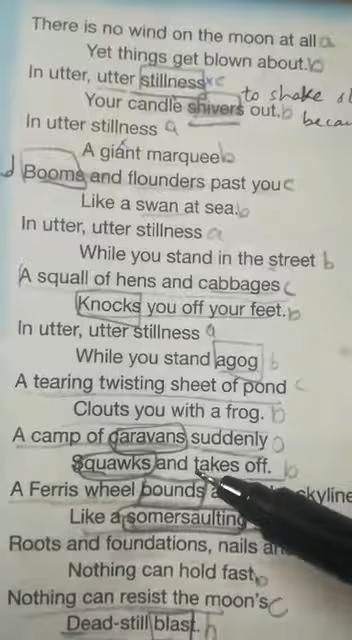 There is no wind on the moon at all a
Yet things get blown about. b
In utter, utter stillness c
to shake
Your candle shivers out. b
In utter stillness a
A giant marquee b
Booms and flounders past you c
Like a swan at sea. b
In utter, utter stillness a
While you stand in the street b
A squall of hens and cabbages c
Knocks you off your feet. b
In utter, utter stillness a
While you stand agog b
A tearing twisting sheet of pond c
Clouts you with a frog. b
A camp of caravans suddenly a
Squawks and takes off. b
A Ferris wheel bounds skyline
Like a somersaulting
Roots and foundations, nails
Nothing can hold fast, b
Nothing can resist the moon's c
Dead-still blast. b